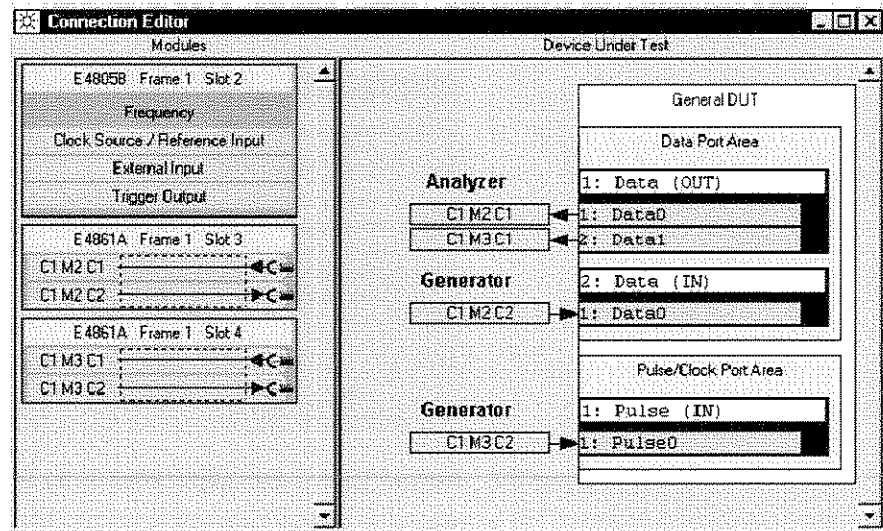 Connection Editor
Modules
Device Under Test
E4805B Frame 1 Slot 2
Frequency
Clock Source / Reference Input
External Input
Trigger Output
E4861A Frame 1 Slot 3
C1 M2 C1
C1 M2 C2
E4861A Frame 1 Slot 4
C1 M3 C1
C1 M3 C2
General DUT
Data Port Area
Analyzer
1: Data (OUT)
C1 M2 C1
1: Data0
C1 M3 C1
2: Data1
Generator
2: Data (IN)
C1 M2 C2
1: Data0
Pulse/Clock Port Area
Generator
1: Pulse (IN)
C1 M3 C2
1: Pulse0